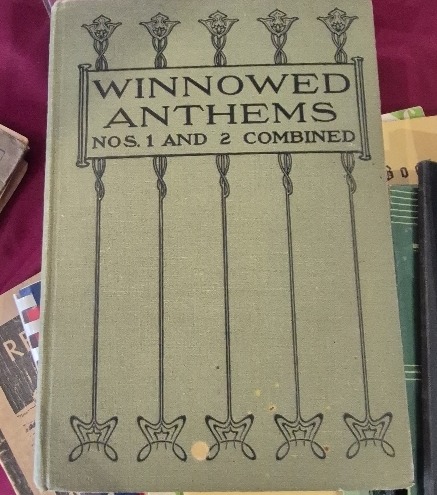 WINNOWED
ANTHEMS
NOS. 1 AND 2 COMBINED